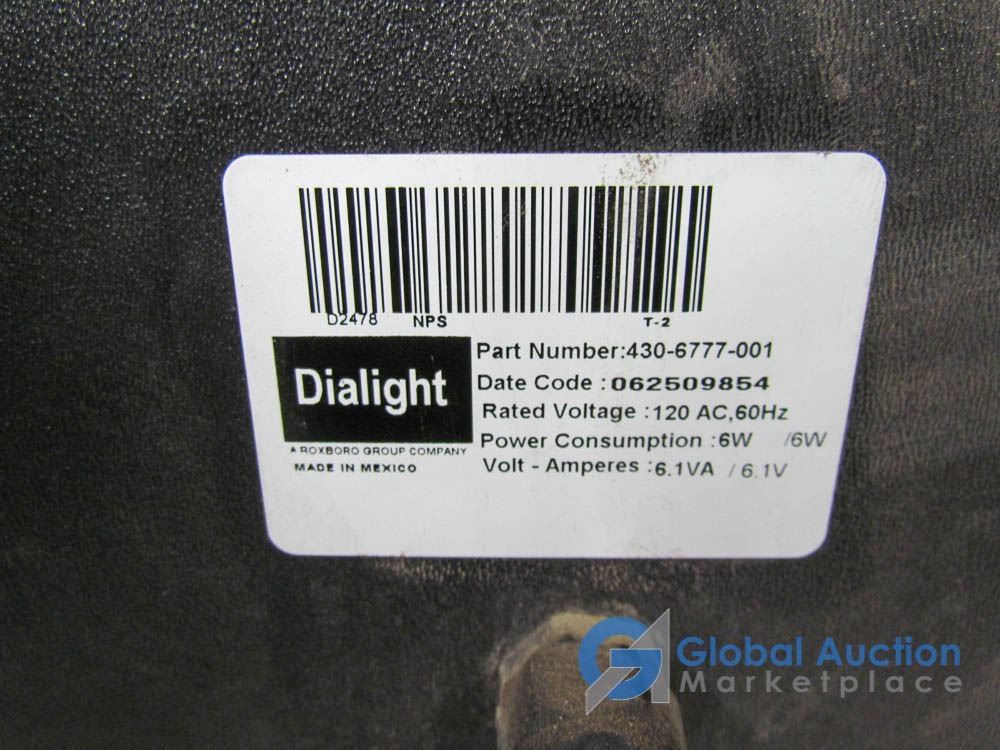 D2478 NPS T-2
Dialight
A ROXBORO GROUP COMPANY
MADE IN MEXICO
Part Number:430-6777-001
Date Code :062509854
Rated Voltage :120 AC,60Hz
Power Consumption :6W /6W
Volt - Amperes :6.1VA / 6.1V
Global Auction
Marketplace